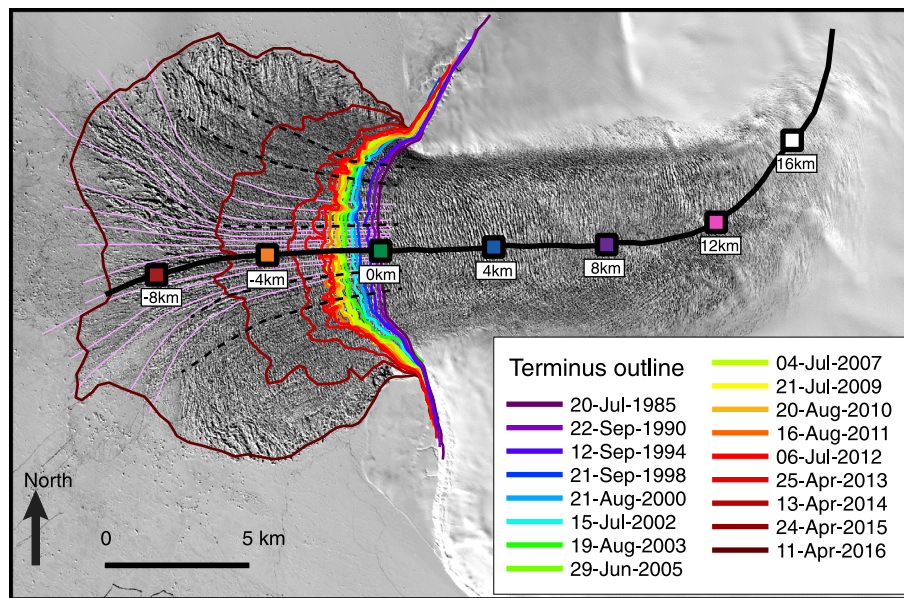 16km
12km
8km
4km
0km
-4km
-8km
North
0
5 km
Terminus outline
20-Jul-1985
22-Sep-1990
12-Sep-1994
21-Sep-1998
21-Aug-2000
15-Jul-2002
19-Aug-2003
29-Jun-2005
04-Jul-2007
21-Jul-2009
20-Aug-2010
16-Aug-2011
06-Jul-2012
25-Apr-2013
13-Apr-2014
24-Apr-2015
11-Apr-2016